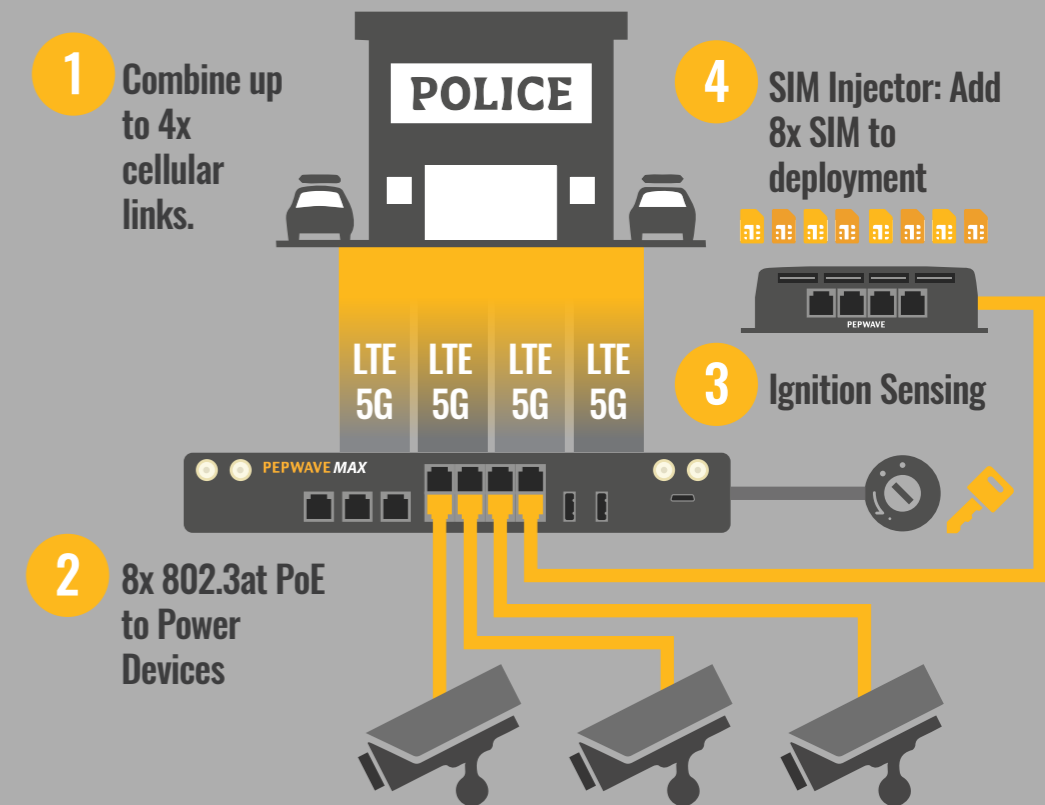 1
Combine up
to 4x
cellular
links.
POLICE
4
SIM Injector: Add
8x SIM to
deployment
PEPWAVE
LTE
5G
LTE
5G
LTE
5G
LTE
5G
3
Ignition Sensing
PEPWAVE MAX
2
8x 802.3at PoE
to Power
Devices